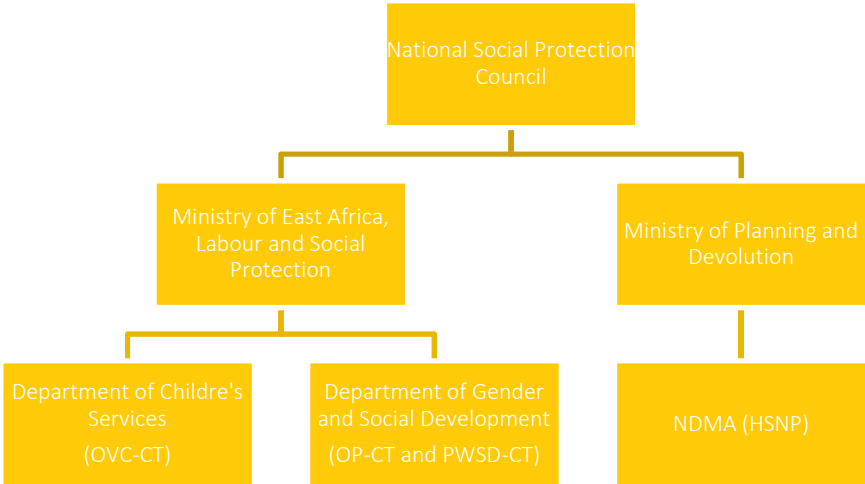 National Social Protection
Council
Ministry of East Africa,
Labour and Social
Protection
Ministry of Planning and
Devolution
Department of Childre's
Services
(OVC-CT)
Department of Gender
and Social Development
(OP-CT and PWSD-CT)
NDMA (HSNP)